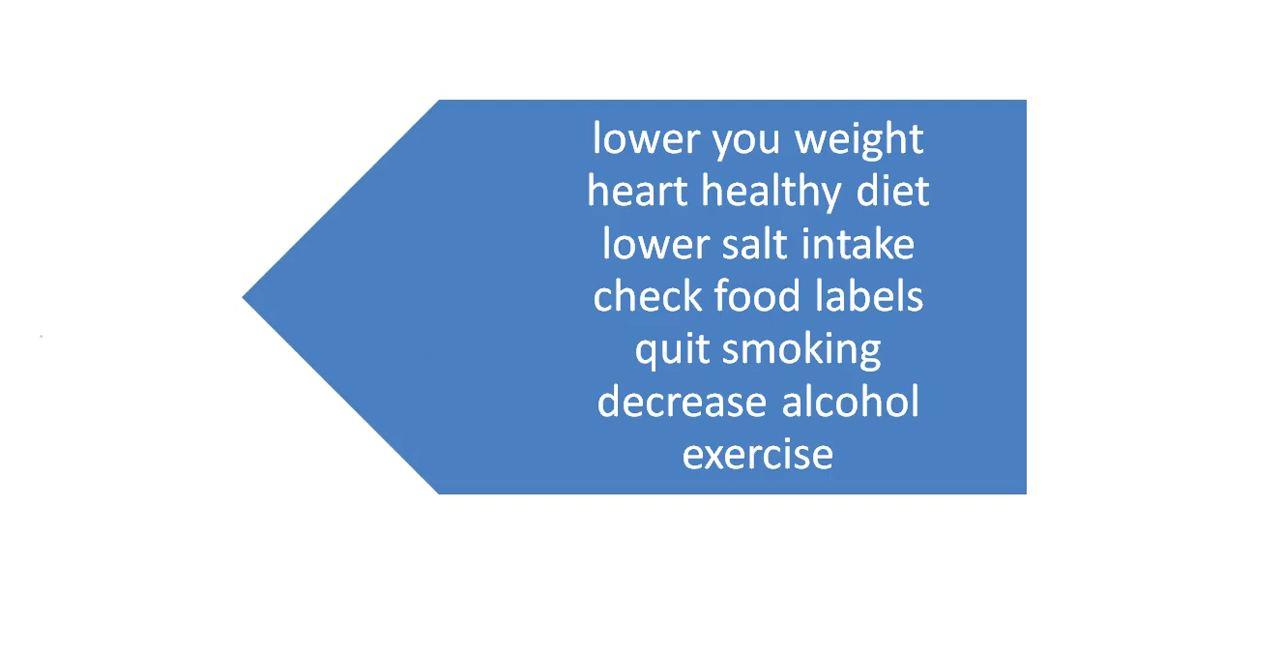 lower you weight
heart healthy diet
lower salt intake
check food labels
quit smoking
decrease alcohol
exercise